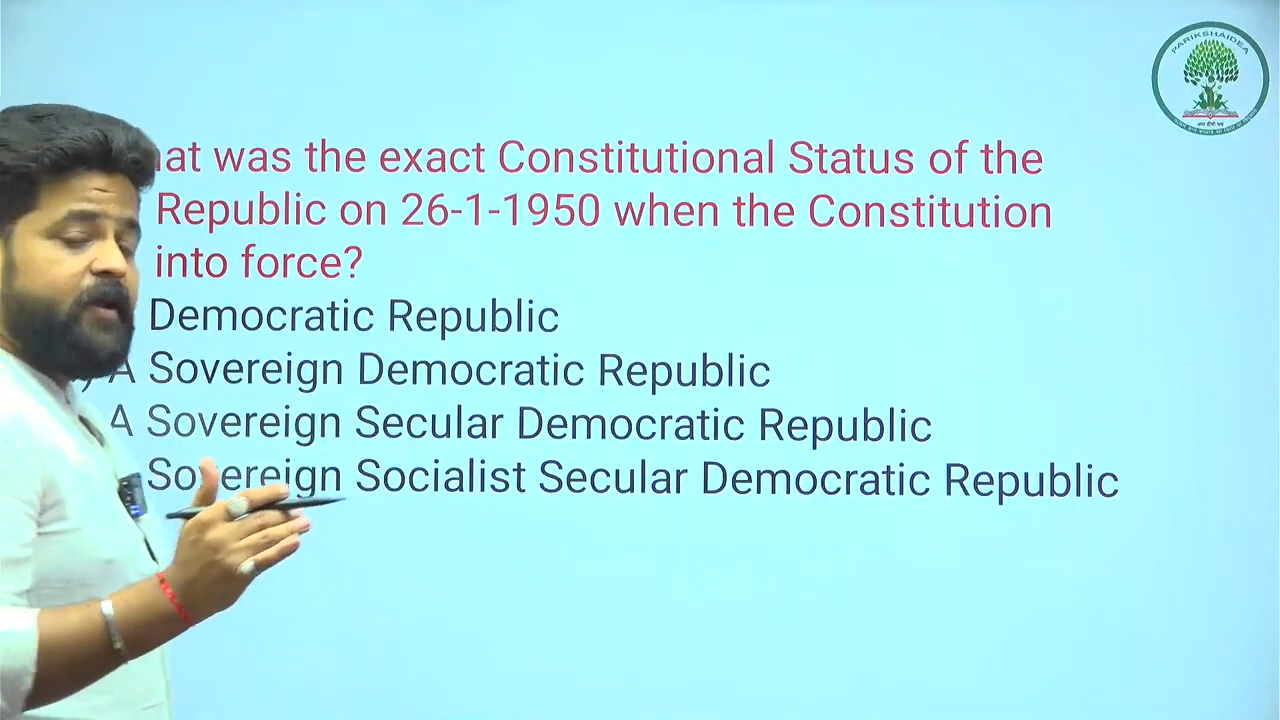 PARIKSHAIDEA
at was the exact Constitutional Status of the
Republic on 26-1-1950 when the Constitution
into force?
Democratic Republic
A Sovereign Democratic Republic
A Sovereign Secular Democratic Republic
Sovereign Socialist Secular Democratic Republic